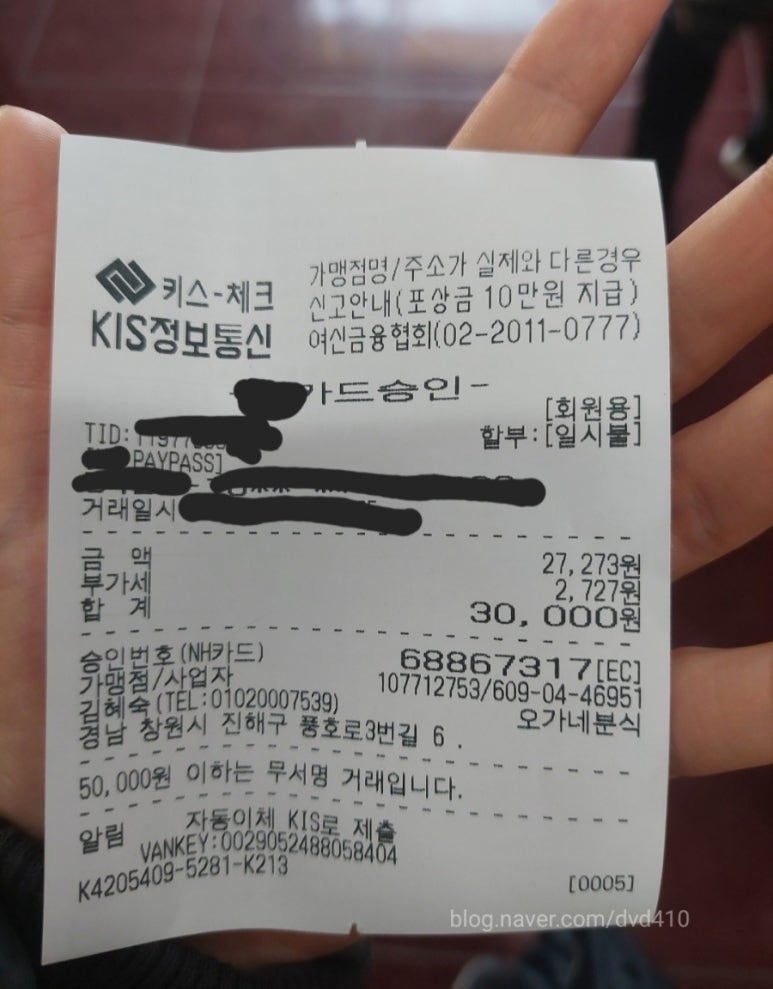 키스-체크
KIS정보통신
가맹점명/주소가 실제와 다른경우
신고안내(포상금 10만원 지급)
여신금융협회(02-2011-0777)
카드승인-
[회원용]
TID:
할부:[일시불]
PAYPASS]
거래일시
금 액 27,273원
부가세 2,727원
합 계 30,000원
승인번호(NH카드) 68867317[EC]
가맹점/사업자 107712753/609-04-46951
김혜숙(TEL:01020007539) 오가네분식
경남 창원시 진해구 풍호로3번길 6 .
50,000원 이하는 무서명 거래입니다.
알림 자동이체 KIS로 제출
VANKEY:0029052488058404
K4205409-5281-K213
[0005]
blog.naver.com/dvd410